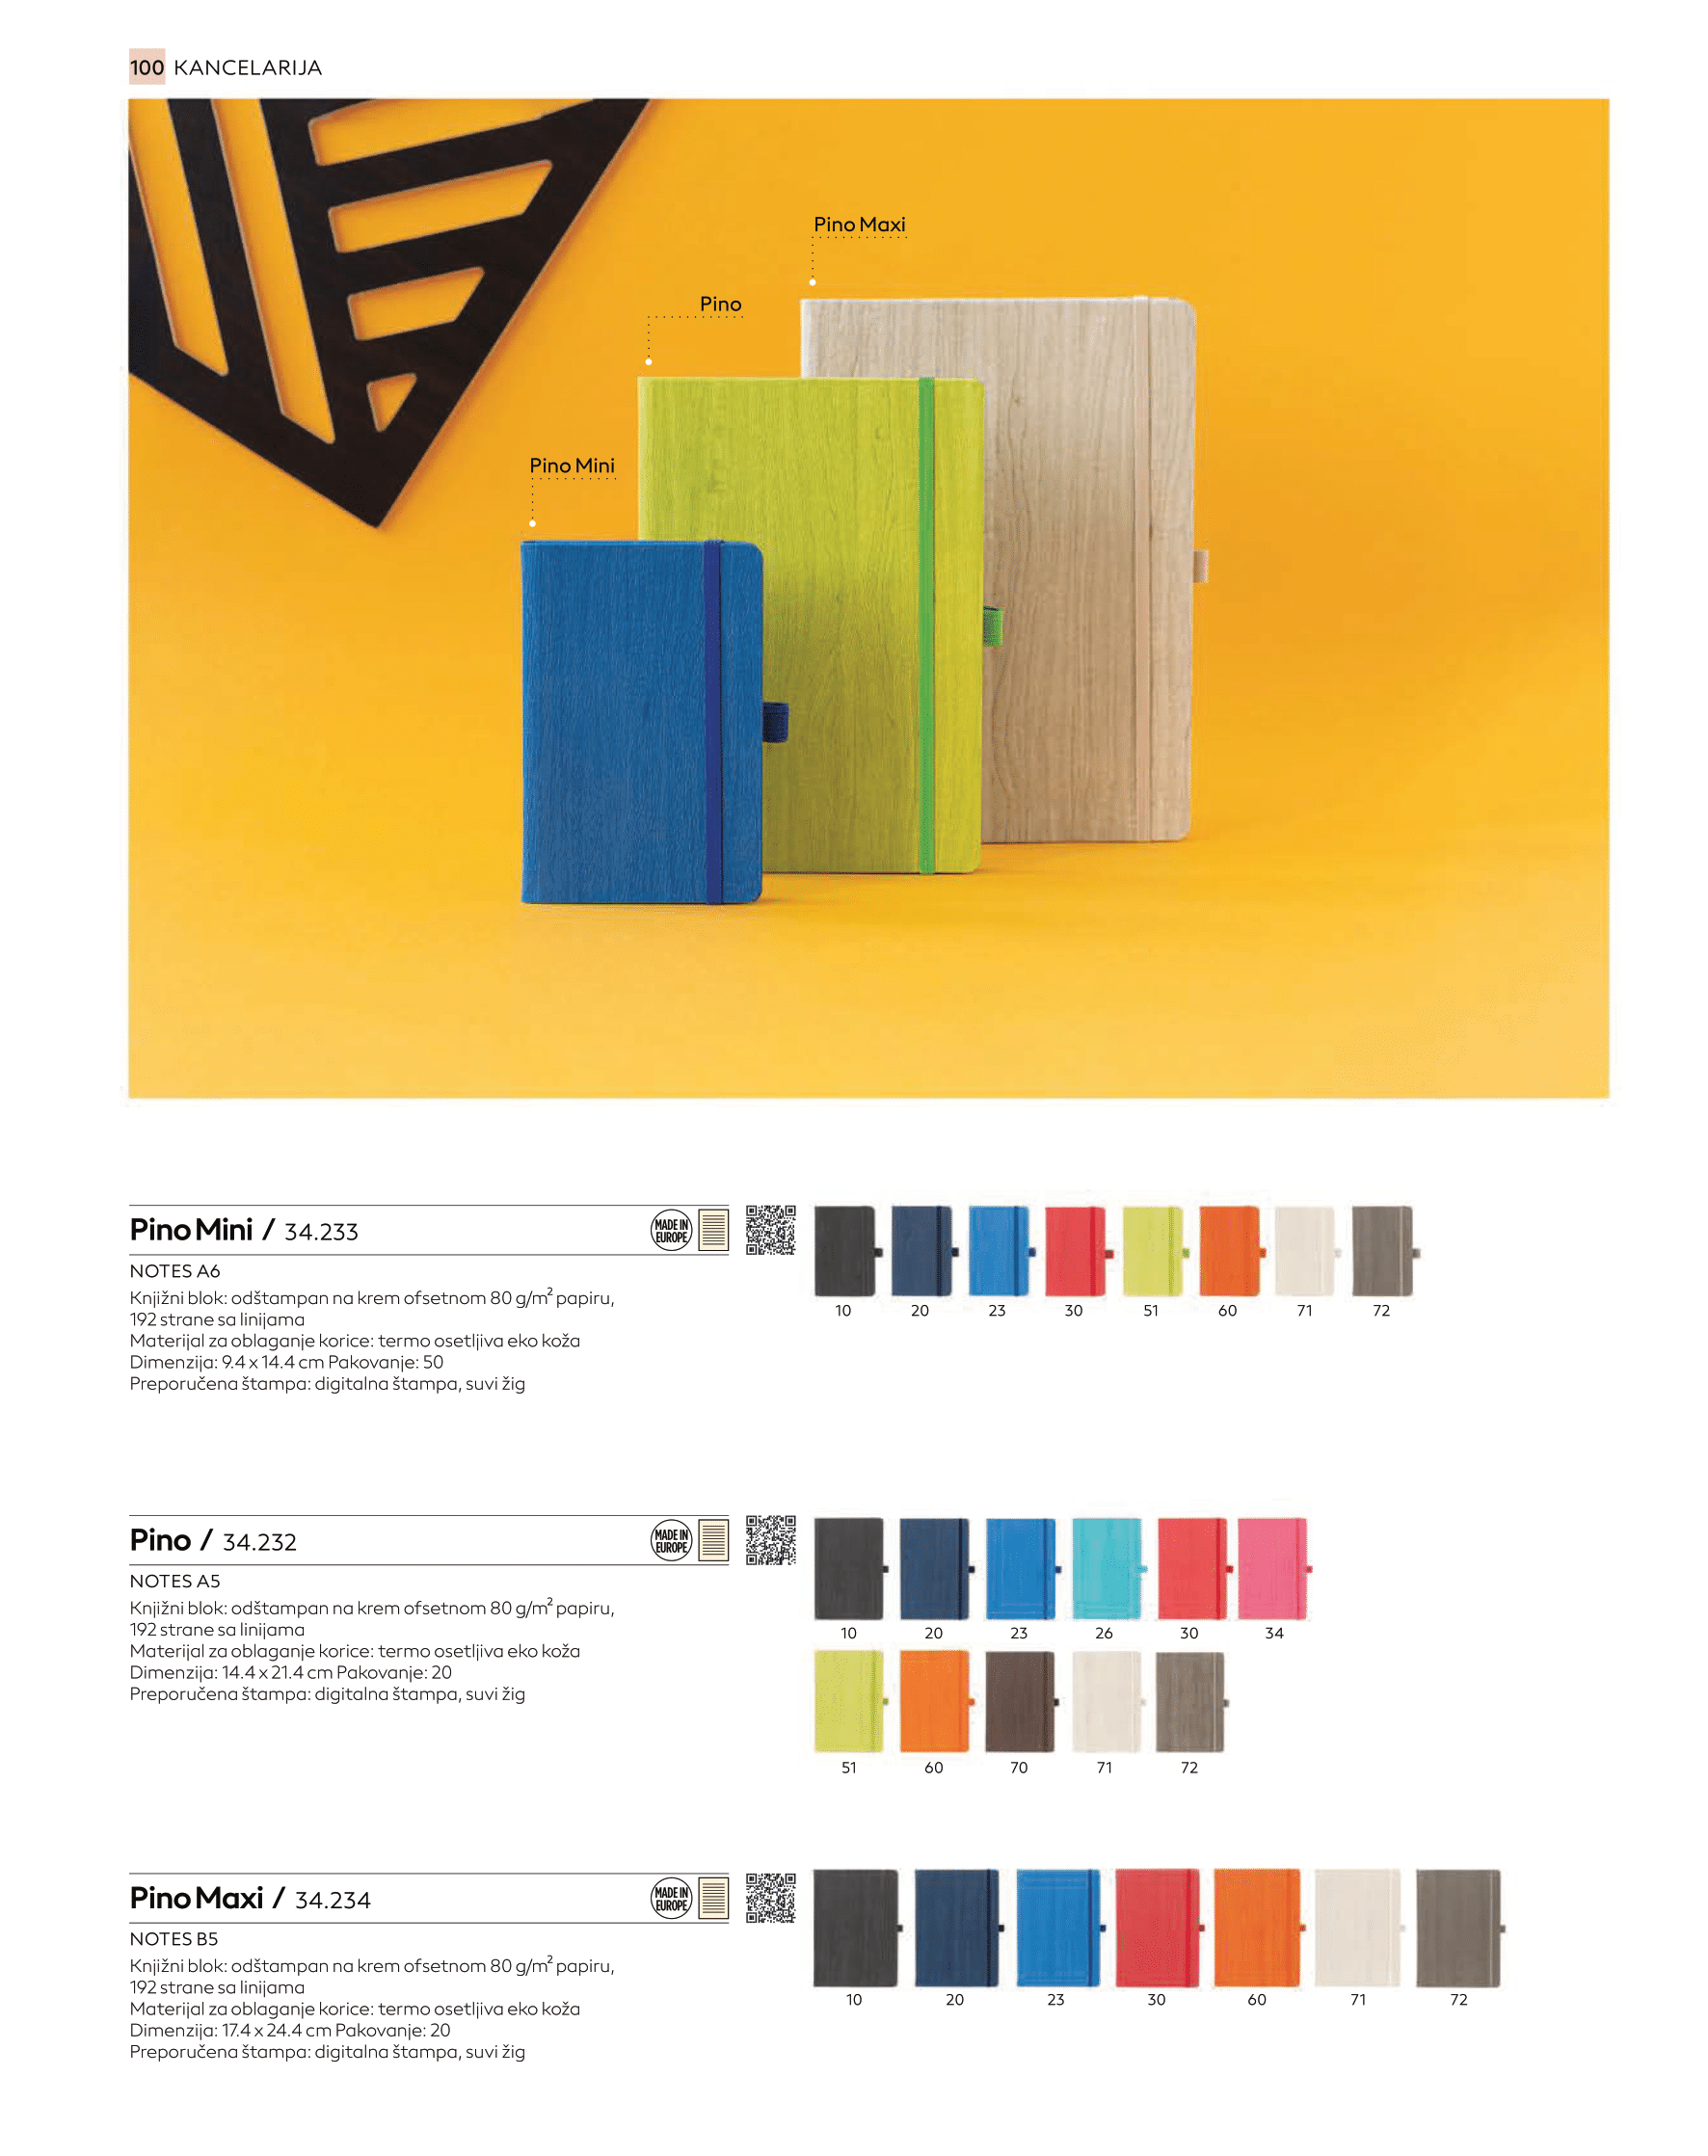 100 KANCELARIJA
Pino Maxi
Pino
Pino Mini
Pino Mini / 34.233
MADE IN
EUROPE
NOTES A6
Knjižni blok: odštampan na krem ofsetnom 80 g/m² papiru,
192 strane sa linijama
Materijal za oblaganje korice: termo osetljiva eko koža
Dimenzija: 9.4 x 14.4 cm Pakovanje: 50
Preporučena štampa: digitalna štampa, suvi žig
10 20 23 30 51 60 71 72
Pino / 34.232
MADE IN
EUROPE
NOTES A5
Knjižni blok: odštampan na krem ofsetnom 80 g/m² papiru,
192 strane sa linijama
Materijal za oblaganje korice: termo osetljiva eko koža
Dimenzija: 14.4 x 21.4 cm Pakovanje: 20
Preporučena štampa: digitalna štampa, suvi žig
10 20 23 26 30 34
51 60 70 71 72
Pino Maxi / 34.234
MADE IN
EUROPE
NOTES B5
Knjižni blok: odštampan na krem ofsetnom 80 g/m² papiru,
192 strane sa linijama
Materijal za oblaganje korice: termo osetljiva eko koža
Dimenzija: 17.4 x 24.4 cm Pakovanje: 20
Preporučena štampa: digitalna štampa, suvi žig
10 20 23 30 60 71 72